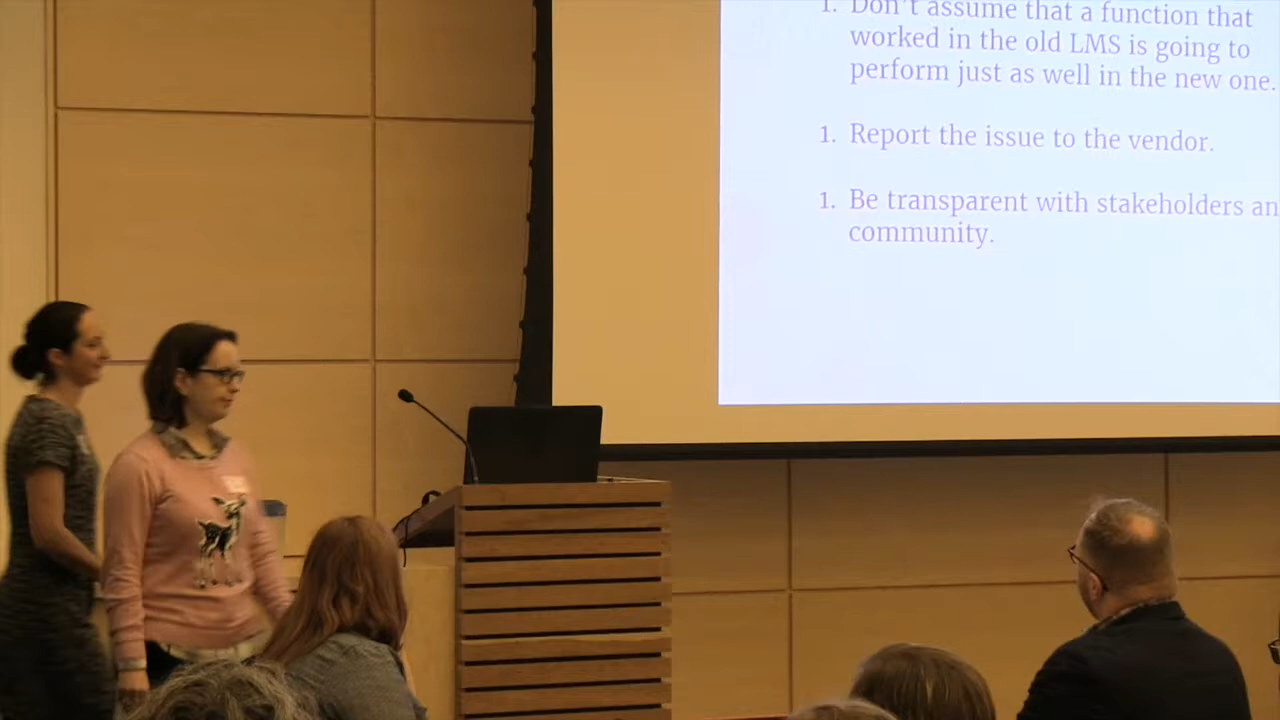 1. Don't assume that a function that
worked in the old LMS is going to
perform just as well in the new one.
1. Report the issue to the vendor.
1. Be transparent with stakeholders an
community.